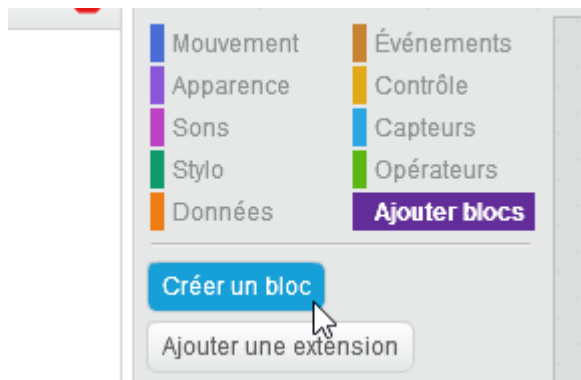 Mouvement Événements
Apparence Contrôle
Sons Capteurs
Stylo Opérateurs
Données Ajouter blocs
Créer un bloc
Ajouter une extension